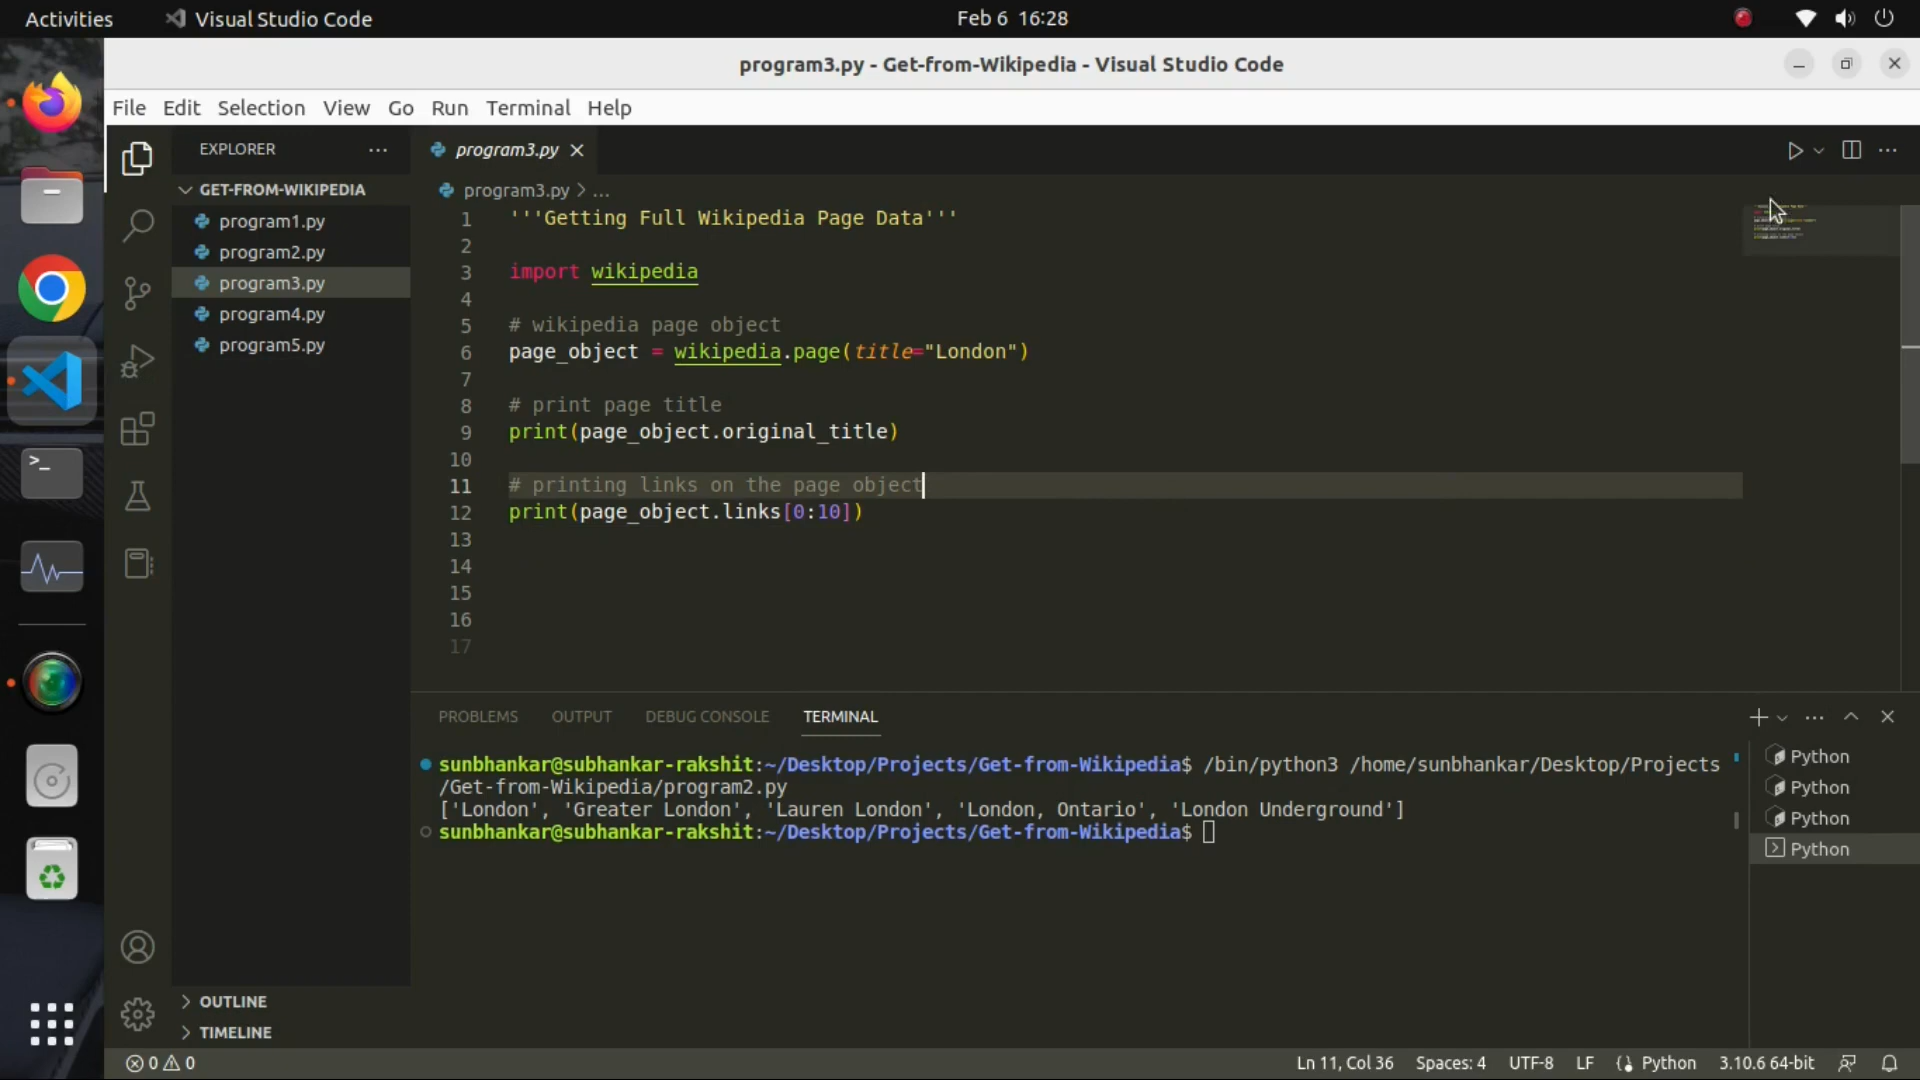 Activities
Visual Studio Code
Feb 6 16:28
program3.py - Get-from-Wikipedia - Visual Studio Code
File Edit Selection View Go Run Terminal Help
EXPLORER
GET-FROM-WIKIPEDIA
program1.py
program2.py
program3.py
program4.py
program5.py
OUTLINE
TIMELINE
program3.py
program3.py > ...
1 '''Getting Full Wikipedia Page Data'''
2
3 import wikipedia
4
5 # wikipedia page object
6 page_object = wikipedia.page(title="London")
7
8 # print page title
9 print(page_object.original_title)
10
11 # printing links on the page object
12 print(page_object.links[0:10])
13
14
15
16
17
PROBLEMS OUTPUT DEBUG CONSOLE TERMINAL
sunbhankar@subhankar-rakshit:~/Desktop/Projects/Get-from-Wikipedia$ /bin/python3 /home/sunbhankar/Desktop/Projects
/Get-from-Wikipedia/program2.py
['London', 'Greater London', 'Lauren London', 'London, Ontario', 'London Underground']
sunbhankar@subhankar-rakshit:~/Desktop/Projects/Get-from-Wikipedia$
Python
Python
Python
Python
0 0
Ln 11, Col 36 Spaces: 4 UTF-8 LF Python 3.10.6 64-bit